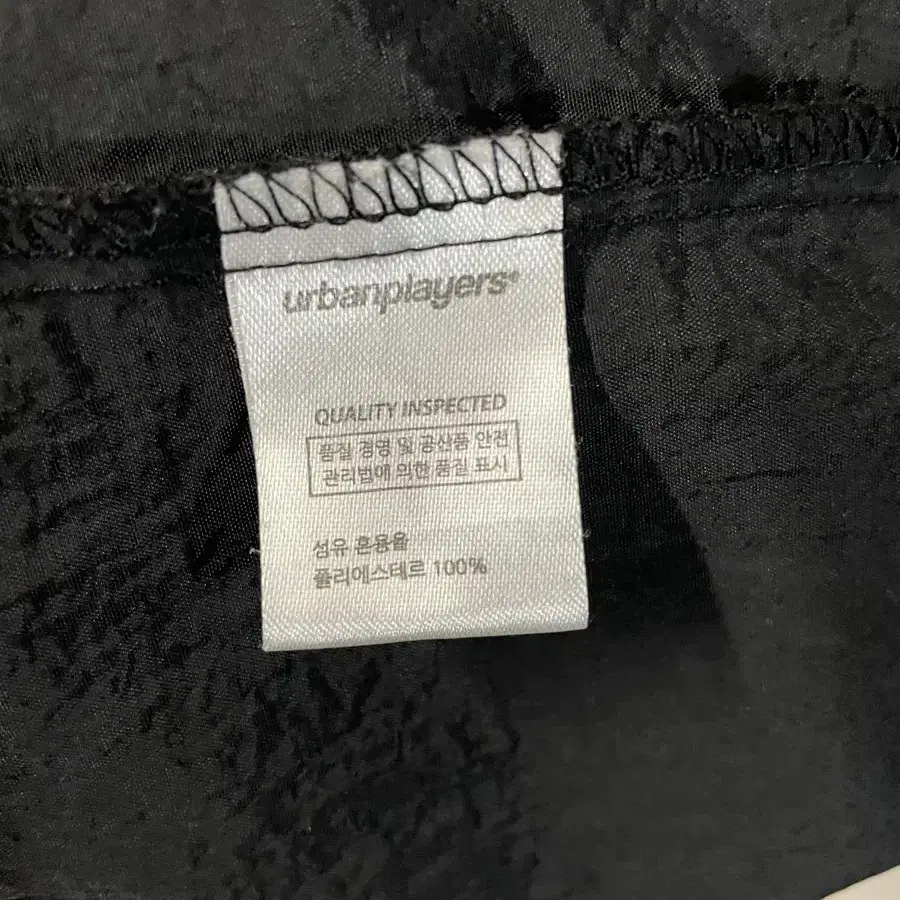 urbanplayers®
QUALITY INSPECTED
품질 경영 및 공산품 안전
관리법에 의한 품질 표시
섬유 혼용율
폴리에스테르 100%